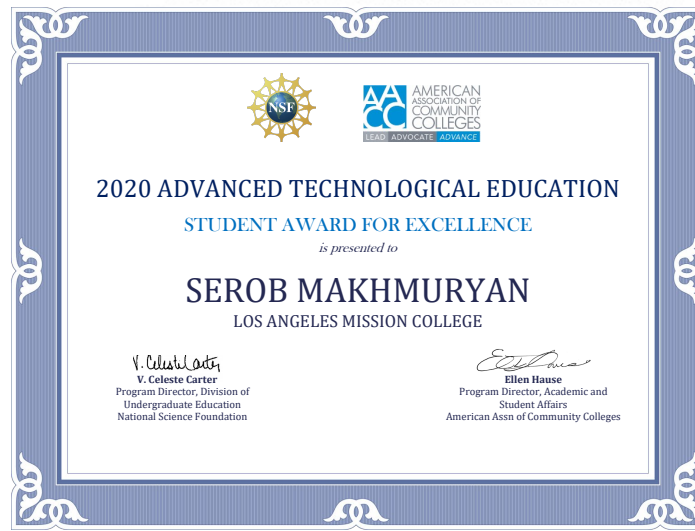 NSF
AACC
AMERICAN
ASSOCIATION OF
COMMUNITY
COLLEGES
LEAD ADVOCATE ADVANCE
2020 ADVANCED TECHNOLOGICAL EDUCATION
STUDENT AWARD FOR EXCELLENCE
is presented to
SEROB MAKHMURYAN
LOS ANGELES MISSION COLLEGE
V. Celeste Carter
V. Celeste Carter
Program Director, Division of
Undergraduate Education
National Science Foundation
Ellen Hause
Program Director, Academic and
Student Affairs
American Assn of Community Colleges